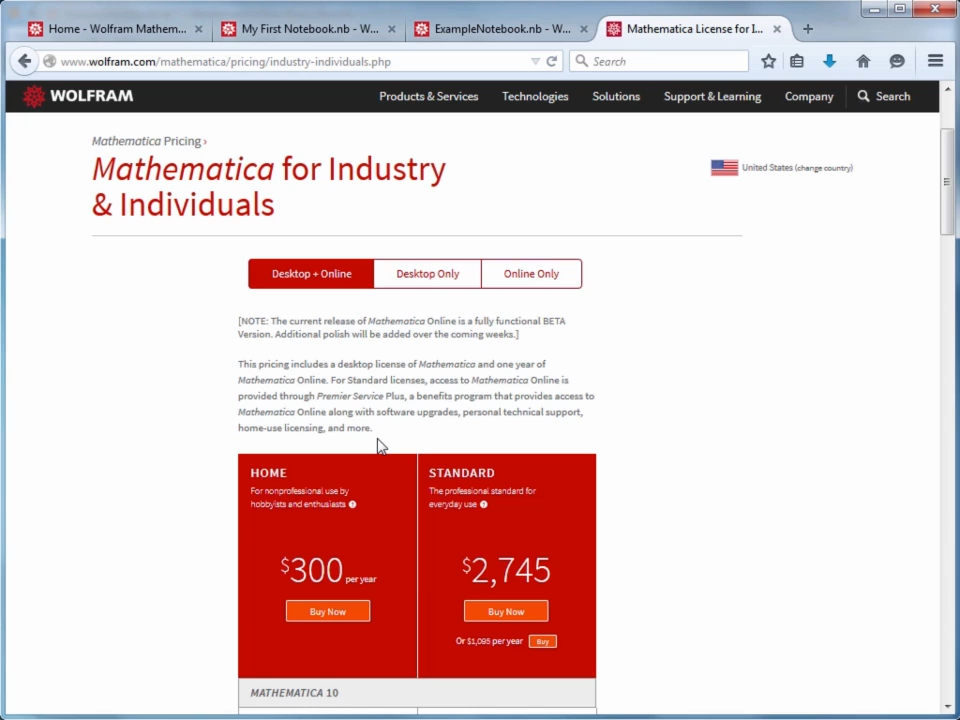 Home - Wolfram Mathem...
My First Notebook.nb - W...
ExampleNotebook.nb - W...
Mathematica License for I...
www.wolfram.com/mathematica/pricing/industry-individuals.php
Search
WOLFRAM
Products & Services
Technologies
Solutions
Support & Learning
Company
Search
Mathematica Pricing ›
Mathematica for Industry
& Individuals
United States (change country)
Desktop + Online
Desktop Only
Online Only
[NOTE: The current release of Mathematica Online is a fully functional BETA
Version. Additional polish will be added over the coming weeks.]
This pricing includes a desktop license of Mathematica and one year of
Mathematica Online. For Standard licenses, access to Mathematica Online is
provided through Premier Service Plus, a benefits program that provides access to
Mathematica Online along with software upgrades, personal technical support,
home-use licensing, and more.
HOME
For nonprofessional use by
hobbyists and enthusiasts ?
$300 per year
Buy Now
STANDARD
The professional standard for
everyday use ?
$2,745
Buy Now
Or $1,095 per year Buy
MATHEMATICA 10